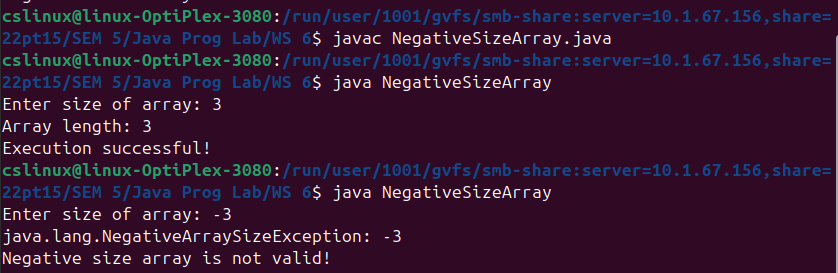 cslinux@linux-OptiPlex-3080:/run/user/1001/gvfs/smb-share:server=10.1.67.156,share=
22pt15/SEM 5/Java Prog Lab/WS 6$ javac NegativeSizeArray.java
cslinux@linux-OptiPlex-3080:/run/user/1001/gvfs/smb-share:server=10.1.67.156,share=
22pt15/SEM 5/Java Prog Lab/WS 6$ java NegativeSizeArray
Enter size of array: 3
Array length: 3
Execution successful!
cslinux@linux-OptiPlex-3080:/run/user/1001/gvfs/smb-share:server=10.1.67.156,share=
22pt15/SEM 5/Java Prog Lab/WS 6$ java NegativeSizeArray
Enter size of array: -3
java.lang.NegativeArraySizeException: -3
Negative size array is not valid!